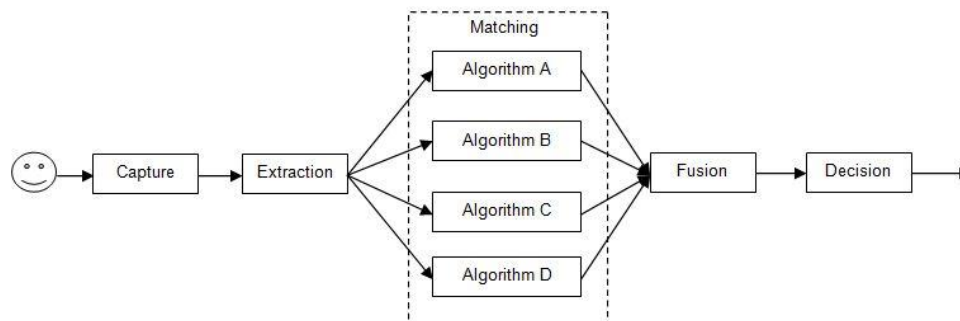 Matching
Algorithm A
Algorithm B
Capture
Extraction
Fusion
Decision
Algorithm C
Algorithm D